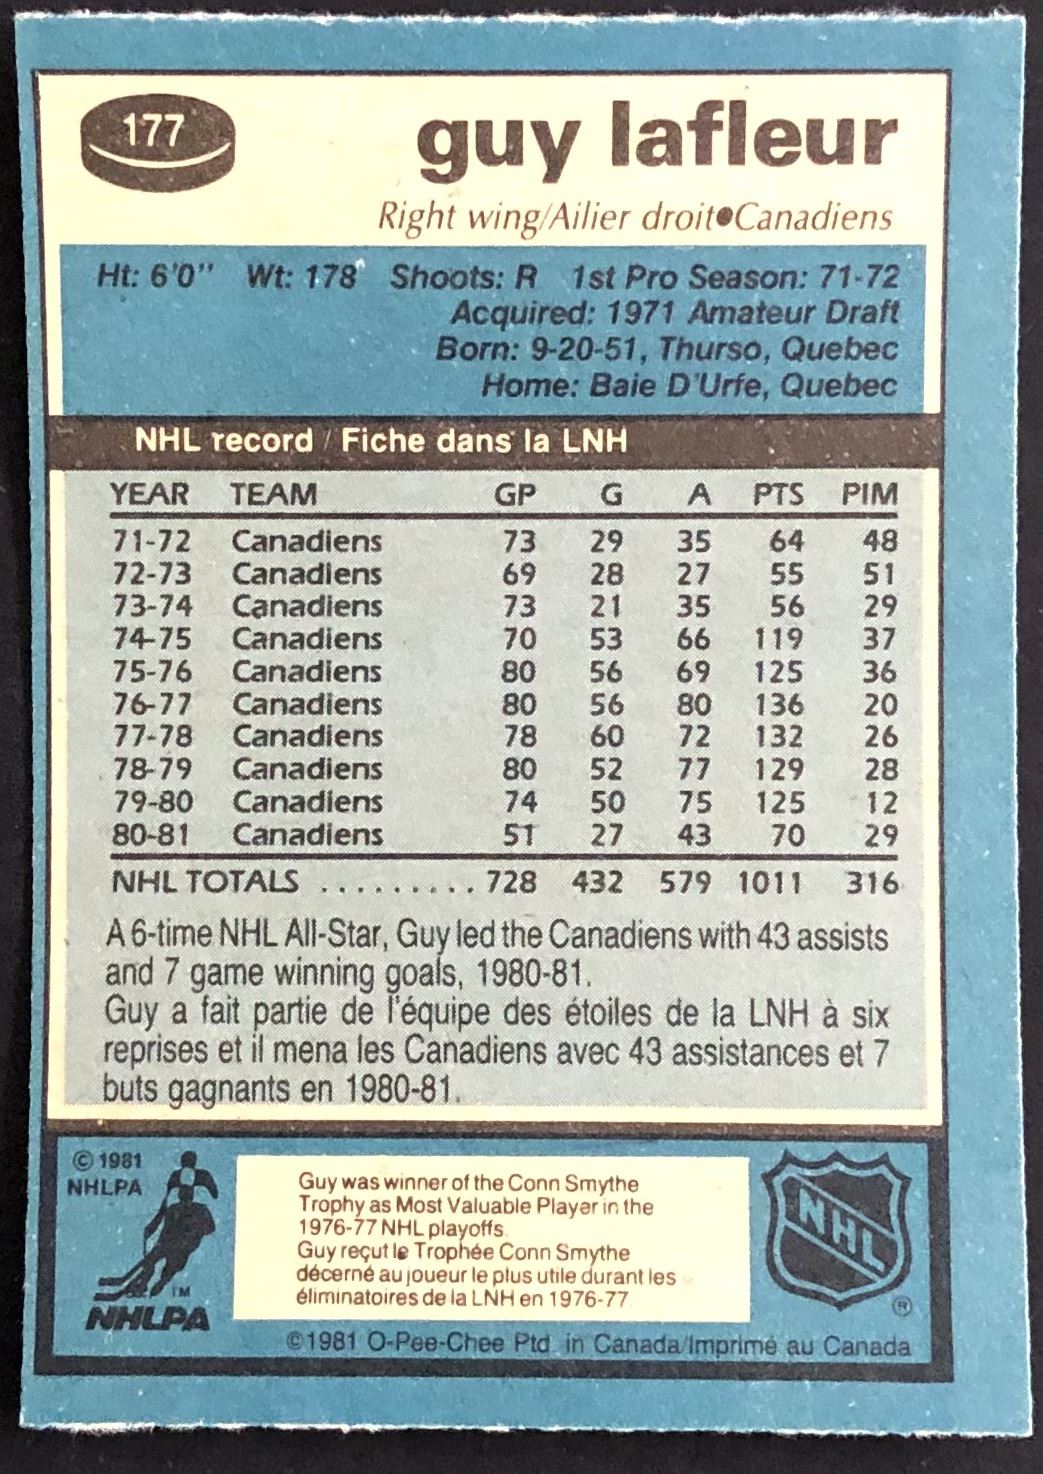 177
guy lafleur
Right wing/Ailier droit•Canadiens
Ht: 6'0" Wt: 178 Shoots: R 1st Pro Season: 71-72
Acquired: 1971 Amateur Draft
Born: 9-20-51, Thurso, Quebec
Home: Baie D'Urfe, Quebec
NHL record / Fiche dans la LNH
YEAR TEAM GP G A PTS PIM
71-72 Canadiens 73 29 35 64 48
72-73 Canadiens 69 28 27 55 51
73-74 Canadiens 73 21 35 56 29
74-75 Canadiens 70 53 66 119 37
75-76 Canadiens 80 56 69 125 36
76-77 Canadiens 80 56 80 136 20
77-78 Canadiens 78 60 72 132 26
78-79 Canadiens 80 52 77 129 28
79-80 Canadiens 74 50 75 125 12
80-81 Canadiens 51 27 43 70 29
NHL TOTALS .......... 728 432 579 1011 316
A 6-time NHL All-Star, Guy led the Canadiens with 43 assists
and 7 game winning goals, 1980-81.
Guy a fait partie de l'équipe des étoiles de la LNH à six
reprises et il mena les Canadiens avec 43 assistances et 7
buts gagnants en 1980-81.
© 1981
NHLPA
TM
NHLPA
Guy was winner of the Conn Smythe
Trophy as Most Valuable Player in the
1976-77 NHL playoffs.
Guy reçut le Trophée Conn Smythe
décerné au joueur le plus utile durant les
éliminatoires de la LNH en 1976-77
NHL
®
©1981 O-Pee-Chee Ptd. in Canada/Imprimé au Canada